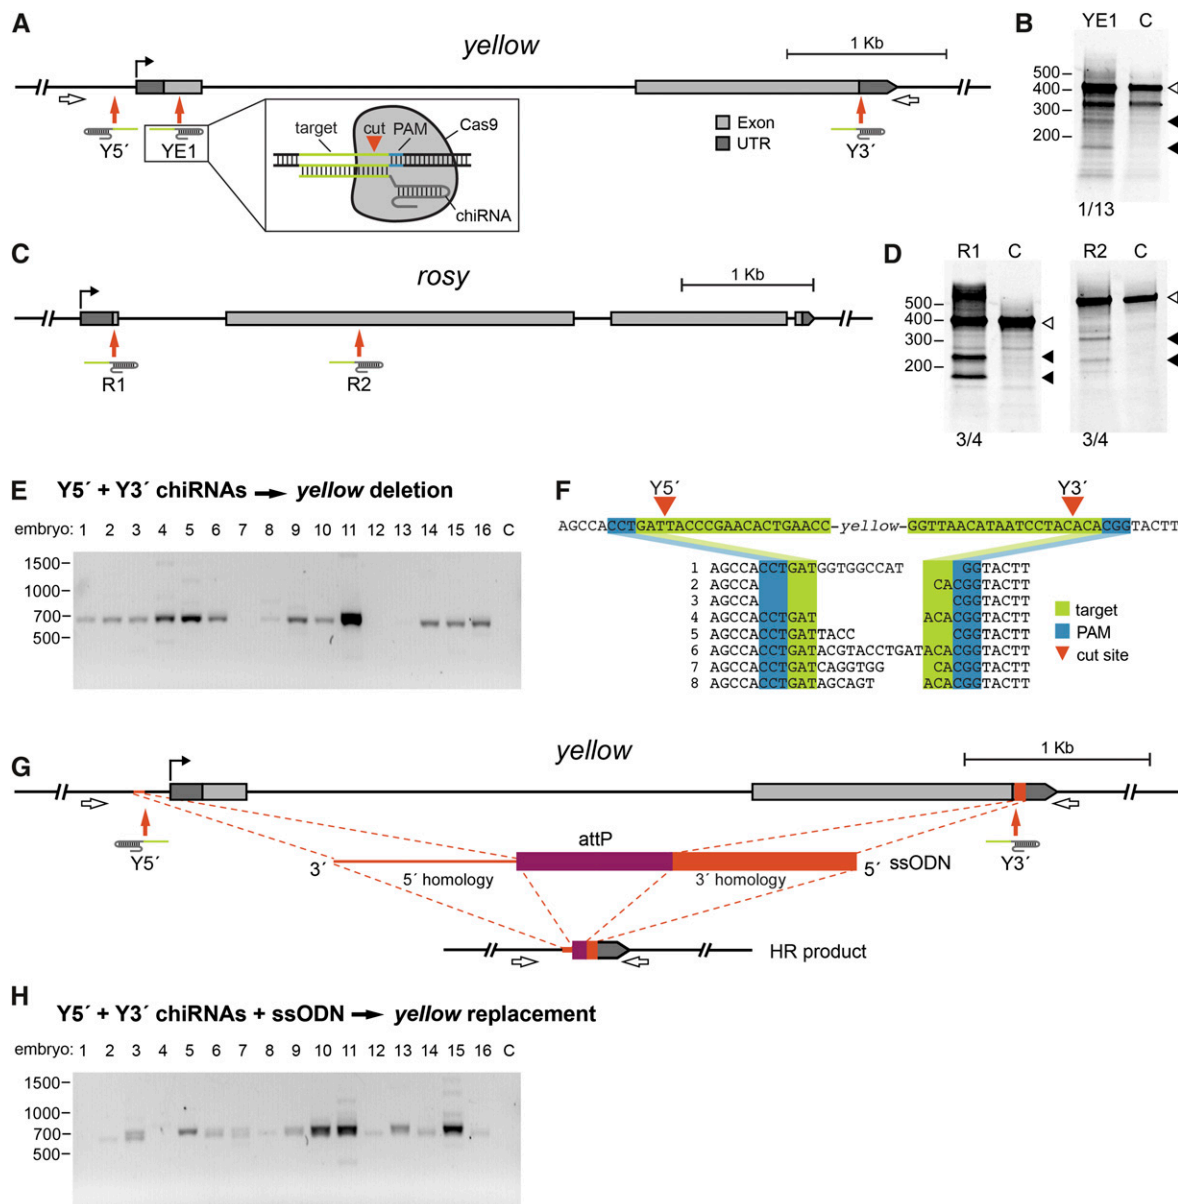 A
yellow
1 Kb
Y5′
YE1
target
cut
PAM
Cas9
chiRNA
Exon
UTR
Y3′
B
YE1 C
500
400
300
200
1/13
C
rosy
1 Kb
R1
R2
D
R1 C
500
400
300
200
3/4
R2 C
3/4
E
Y5′ + Y3′ chiRNAs → yellow deletion
embryo: 1 2 3 4 5 6 7 8 9 10 11 12 13 14 15 16 C
1500
1000
700
500
F
Y5′ Y3′
AGCCACCTGATTACCCGAACACTGAACC-yellow-GGTTAACATAATCCTACACACGGTACTT
1 AGCCACCTGATGGTGGCCAT GGTACTT
2 AGCCA CACGGTACTT
3 AGCCA CGGTACTT
4 AGCCACCTGAT ACACGGTACTT
5 AGCCACCTGATTACC CGGTACTT
6 AGCCACCTGATACGTACCTGATACACGGTACTT
7 AGCCACCTGATCAGGTGG CACGGTACTT
8 AGCCACCTGATAGCAGT ACACGGTACTT
target
PAM
cut site
G
yellow
1 Kb
Y5′
Y3′
attP
3′ 5′ ssODN
5′ homology 3′ homology
HR product
H
Y5′ + Y3′ chiRNAs + ssODN → yellow replacement
embryo: 1 2 3 4 5 6 7 8 9 10 11 12 13 14 15 16 C
1500
1000
700
500